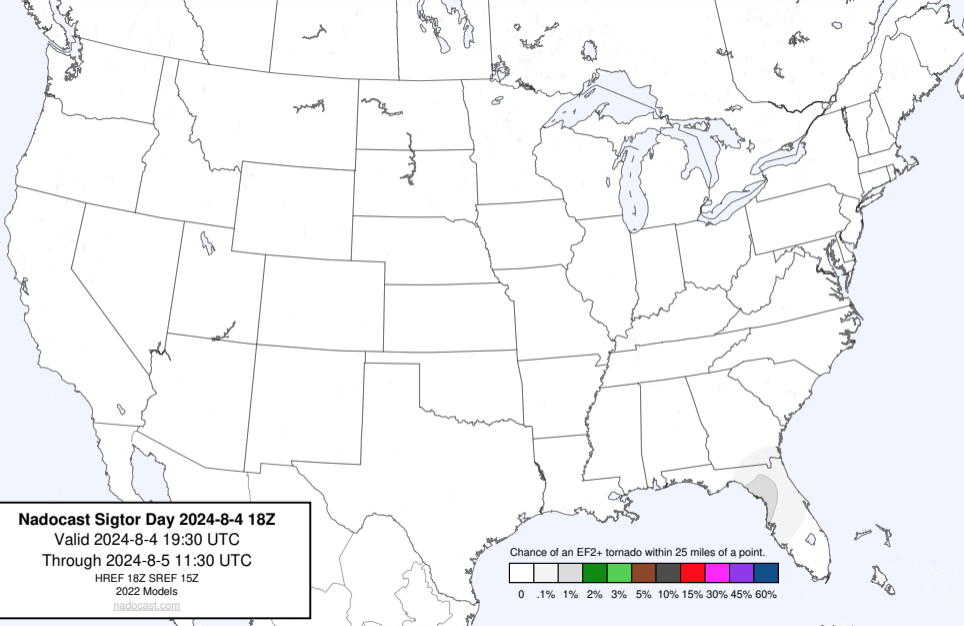 Nadocast Sigtor Day 2024-8-4 18Z
Valid 2024-8-4 19:30 UTC
Through 2024-8-5 11:30 UTC
HREF 18Z SREF 15Z
2022 Models
nadocast.com
Chance of an EF2+ tornado within 25 miles of a point.
0 .1% 1% 2% 3% 5% 10% 15% 30% 45% 60%